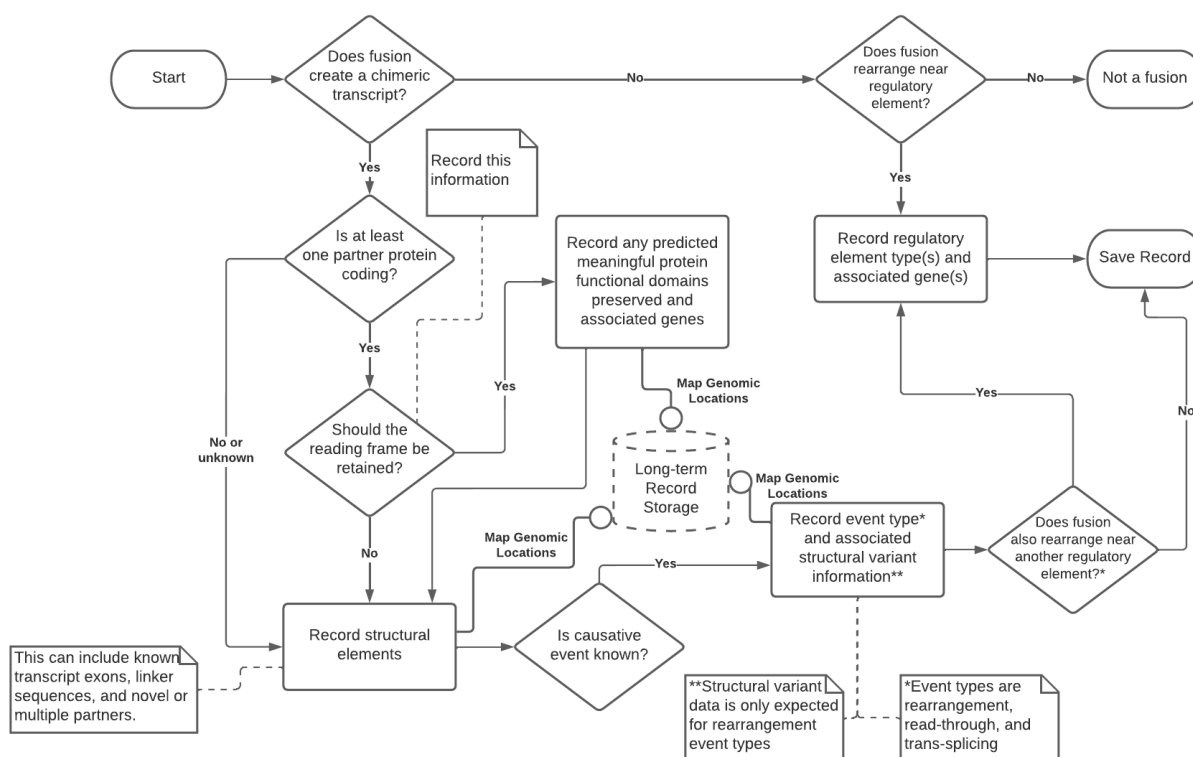 Start
Does fusion
create a chimeric
transcript?
No
Does fusion
rearrange near
regulatory
element?
No
Not a fusion
Yes
Record this
information
Yes
Is at least
one partner protein
coding?
Record any predicted
meaningful protein
functional domains
preserved and
associated genes
Record regulatory
element type(s) and
associated gene(s)
Save Record
Yes
Yes
Map Genomic
Locations
Yes
No
Should the
reading frame be
retained?
No or
unknown
Long-term
Record
Storage
Map Genomic
Locations
Record event type*
and associated
structural variant
information**
Does fusion
also rearrange near
another regulatory
element?*
Map Genomic
Locations
No
Yes
Record structural
elements
Is causative
event known?
This can include known
transcript exons, linker
sequences, and novel or
multiple partners.
**Structural variant
data is only expected
for rearrangement
event types
*Event types are
rearrangement,
read-through, and
trans-splicing